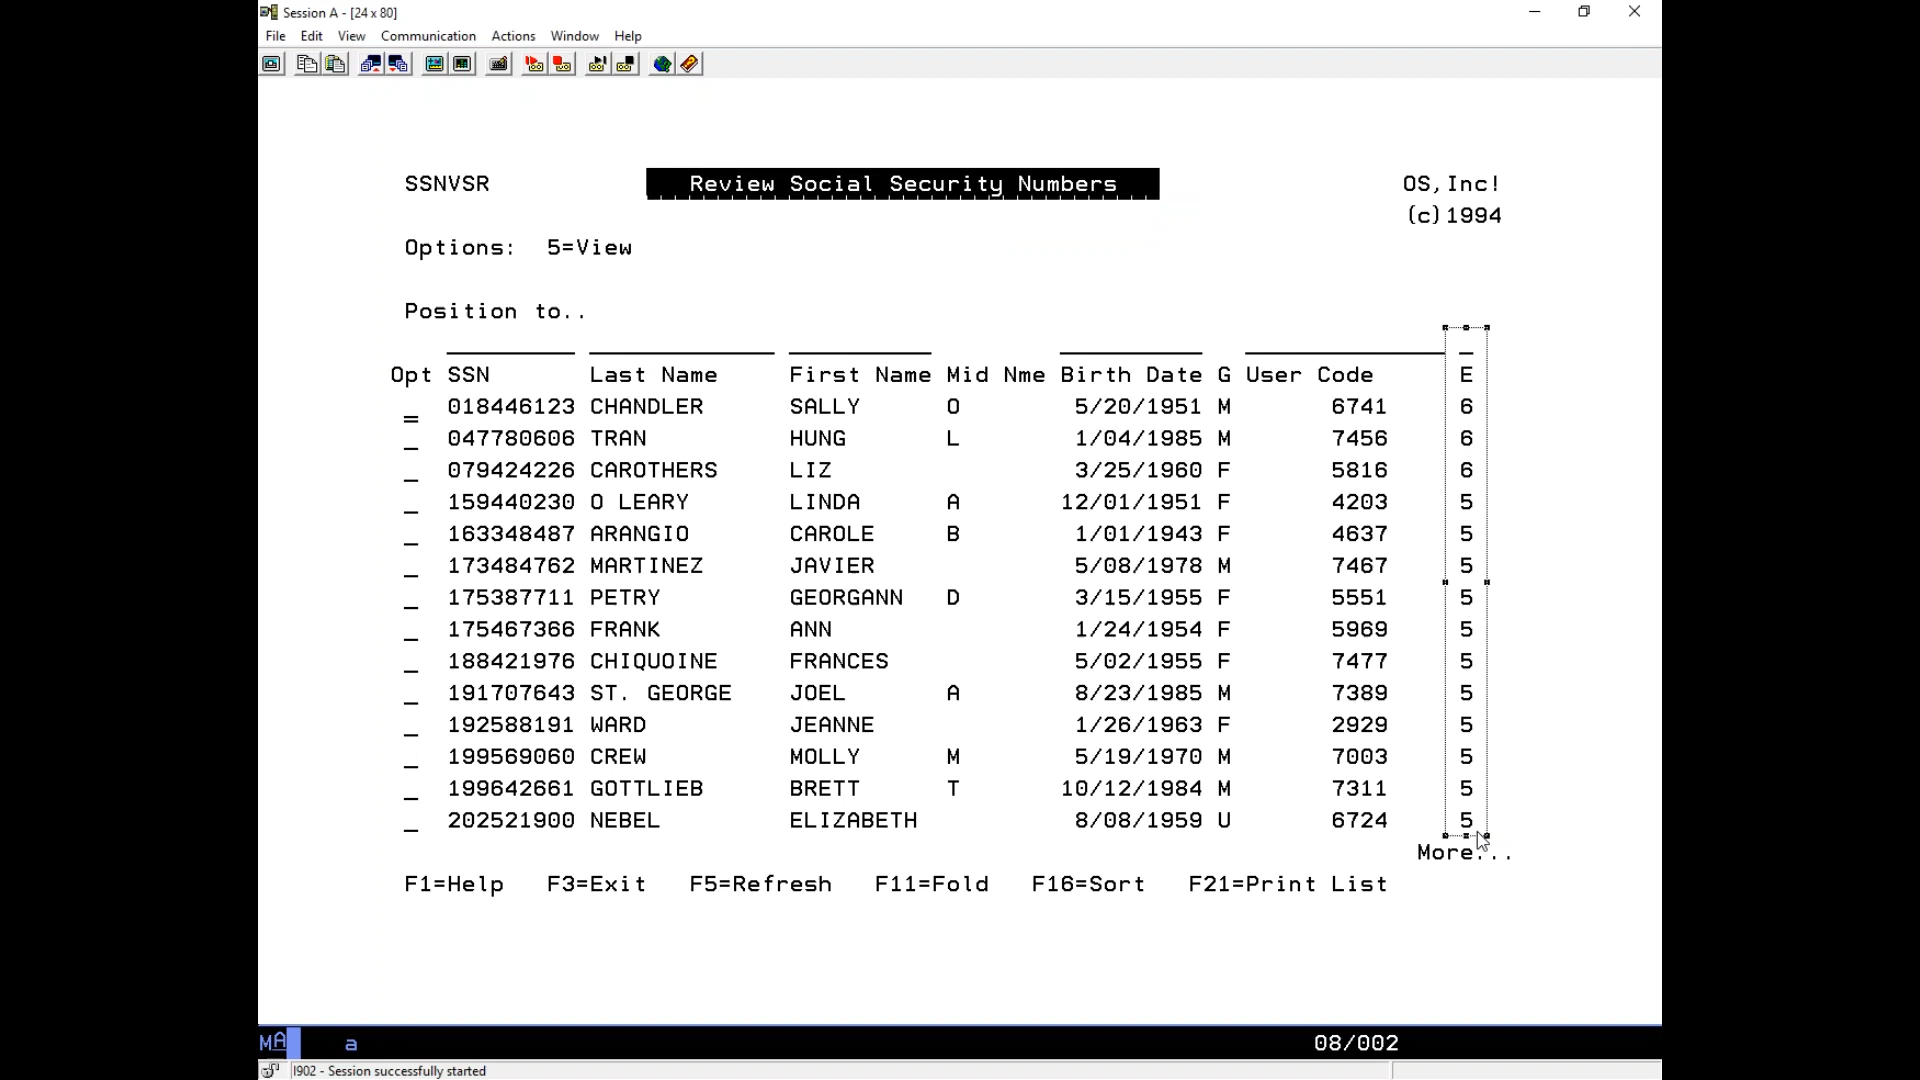 Session A - [24 x 80]
File Edit View Communication Actions Window Help
SSNVSR Review Social Security Numbers OS,Inc!
(c)1994
Options: 5=View
Position to..
Opt SSN Last Name First Name Mid Nme Birth Date G User Code E
018446123 CHANDLER SALLY O 5/20/1951 M 6741 6
047780606 TRAN HUNG L 1/04/1985 M 7456 6
079424226 CAROTHERS LIZ 3/25/1960 F 5816 6
159440230 O LEARY LINDA A 12/01/1951 F 4203 5
163348487 ARANGIO CAROLE B 1/01/1943 F 4637 5
173484762 MARTINEZ JAVIER 5/08/1978 M 7467 5
175387711 PETRY GEORGANN D 3/15/1955 F 5551 5
175467366 FRANK ANN 1/24/1954 F 5969 5
188421976 CHIQUOINE FRANCES 5/02/1955 F 7477 5
191707643 ST. GEORGE JOEL A 8/23/1985 M 7389 5
192588191 WARD JEANNE 1/26/1963 F 2929 5
199569060 CREW MOLLY M 5/19/1970 M 7003 5
199642661 GOTTLIEB BRETT T 10/12/1984 M 7311 5
202521900 NEBEL ELIZABETH 8/08/1959 U 6724 5
More...
F1=Help F3=Exit F5=Refresh F11=Fold F16=Sort F21=Print List
MA a 08/002
I902 - Session successfully started